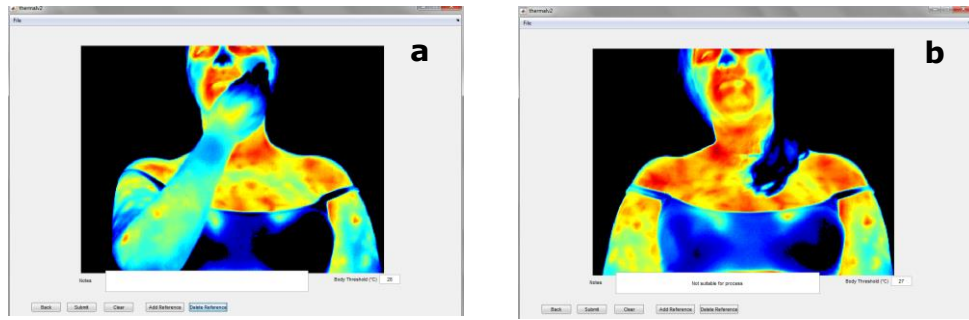 thermalv2
File
a
Notes
Body Threshold (°C) 26
Back Submit Clear Add Reference Delete Reference
thermalv2
File
b
Notes
Not suitable for process
Body Threshold (°C) 27
Back Submit Clear Add Reference Delete Reference